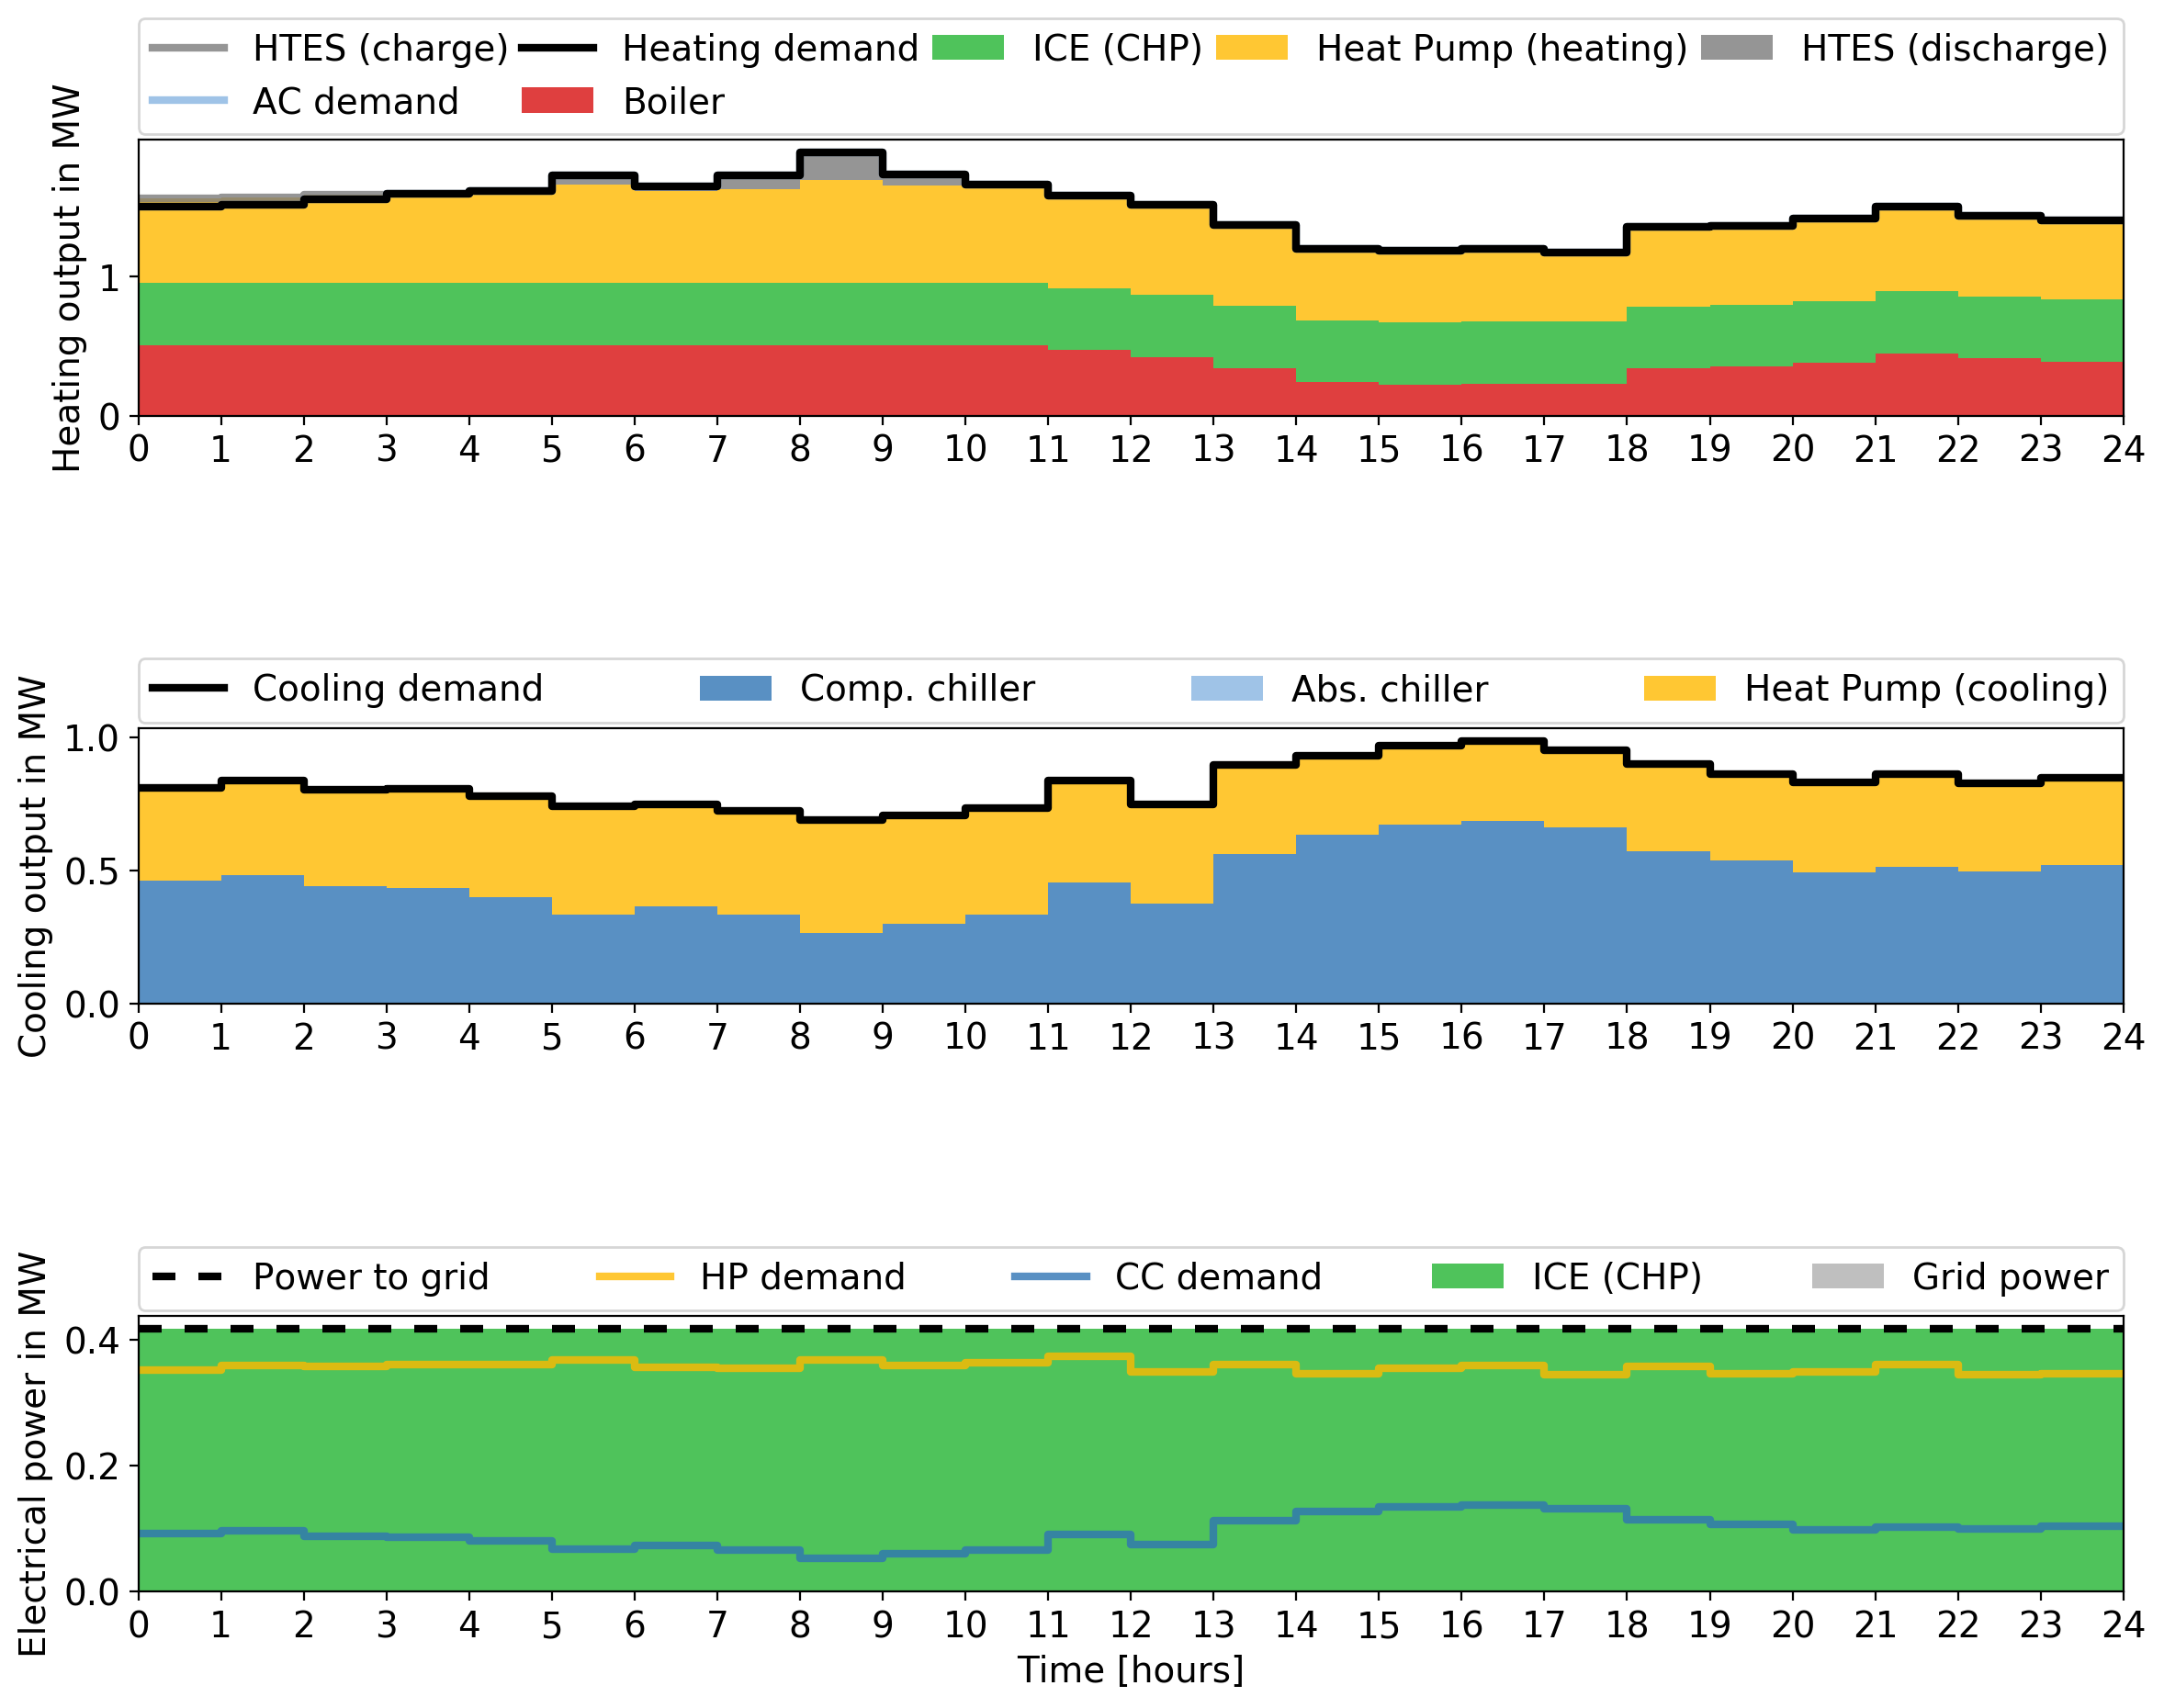 HTES (charge) Heating demand ICE (CHP) Heat Pump (heating) HTES (discharge)
AC demand Boiler
Heating output in MW
1
0
0 1 2 3 4 5 6 7 8 9 10 11 12 13 14 15 16 17 18 19 20 21 22 23 24
Cooling demand Comp. chiller Abs. chiller Heat Pump (cooling)
Cooling output in MW
1.0
0.5
0.0
0 1 2 3 4 5 6 7 8 9 10 11 12 13 14 15 16 17 18 19 20 21 22 23 24
Power to grid HP demand CC demand ICE (CHP) Grid power
Electrical power in MW
0.4
0.2
0.0
0 1 2 3 4 5 6 7 8 9 10 11 12 13 14 15 16 17 18 19 20 21 22 23 24
Time [hours]